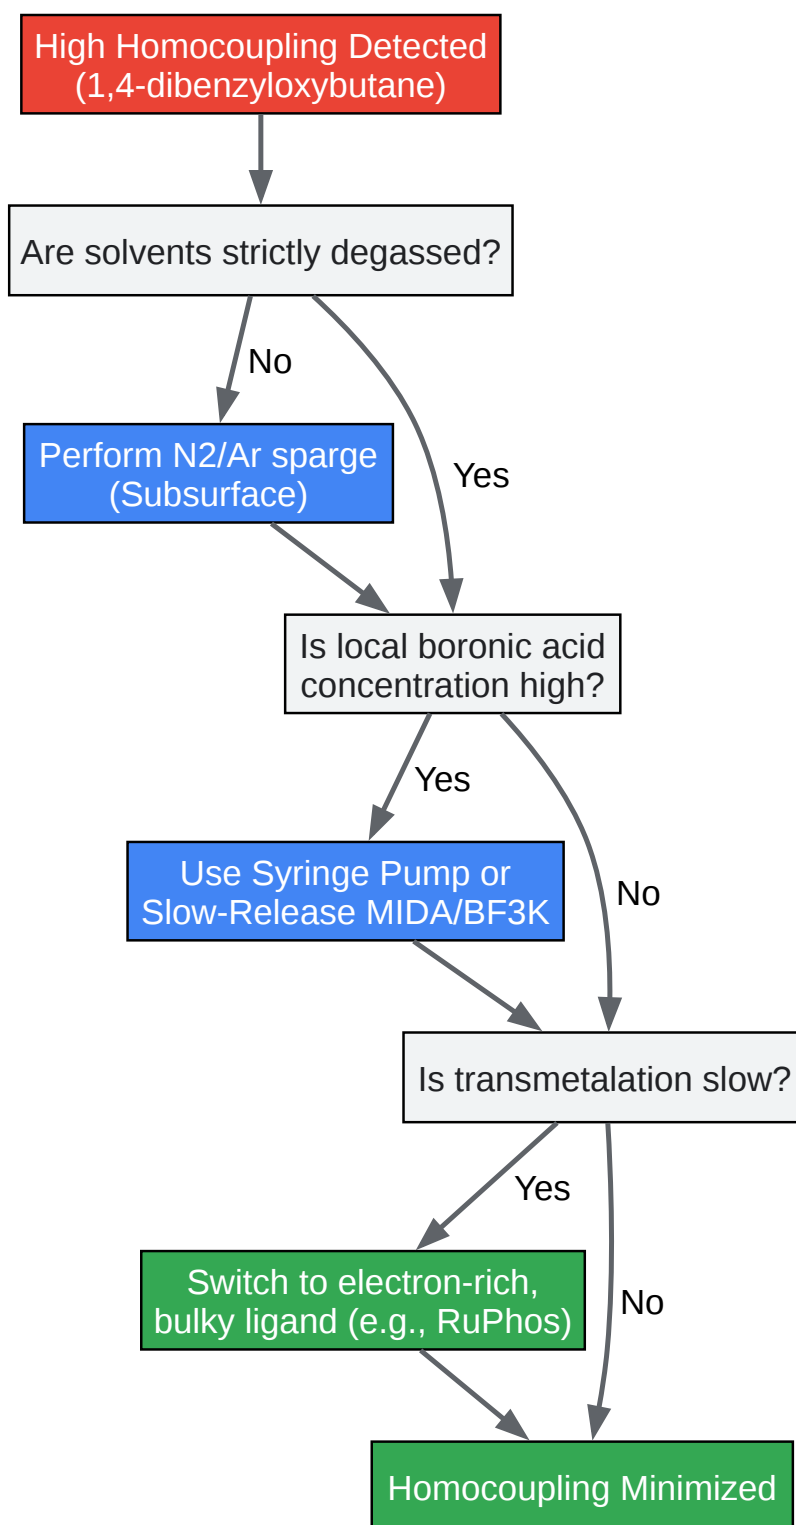 High Homocoupling Detected
(1,4-dibenzyloxybutane)
Are solvents strictly degassed?
No
Perform N2/Ar sparge
(Subsurface)
Yes
Is local boronic acid
concentration high?
Yes
Use Syringe Pump or
Slow-Release MIDA/BF3K
No
Is transmetalation slow?
Yes
Switch to electron-rich,
bulky ligand (e.g., RuPhos)
No
Homocoupling Minimized